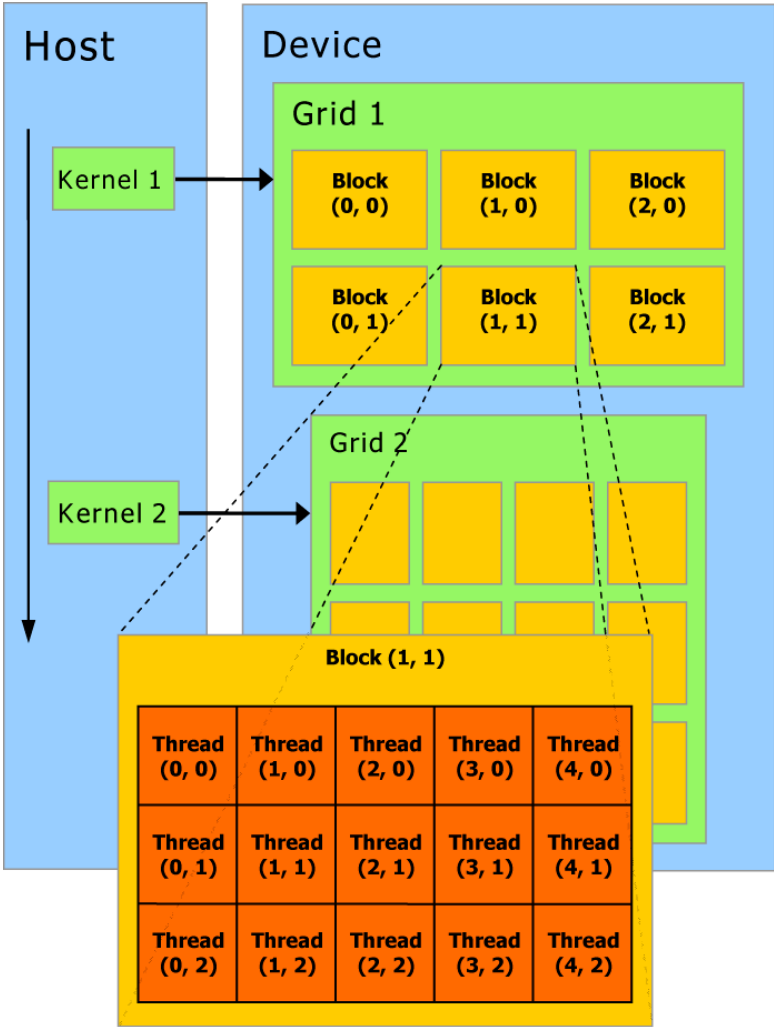 Host
Device
Grid 1
Kernel 1
Block
(0, 0)
Block
(1, 0)
Block
(2, 0)
Block
(0, 1)
Block
(1, 1)
Block
(2, 1)
Grid 2
Kernel 2
Block (1, 1)
Thread
(0, 0)
Thread
(1, 0)
Thread
(2, 0)
Thread
(3, 0)
Thread
(4, 0)
Thread
(0, 1)
Thread
(1, 1)
Thread
(2, 1)
Thread
(3, 1)
Thread
(4, 1)
Thread
(0, 2)
Thread
(1, 2)
Thread
(2, 2)
Thread
(3, 2)
Thread
(4, 2)